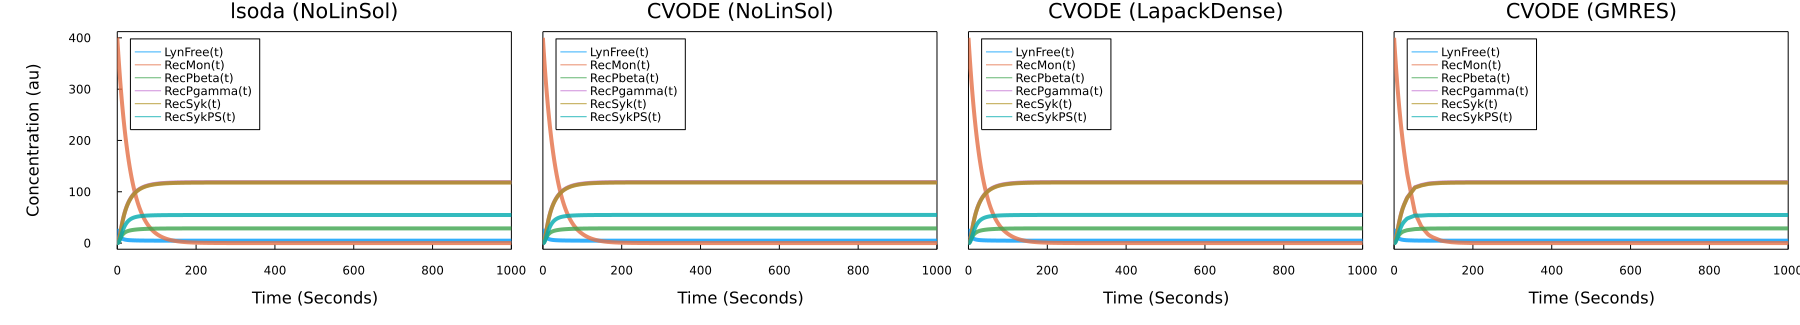 lsoda (NoLinSol)
Concentration (au)
400
300
200
100
0
LynFree(t)
RecMon(t)
RecPbeta(t)
RecPgamma(t)
RecSyk(t)
RecSykPS(t)
0 200 400 600 800 1000
Time (Seconds)
CVODE (NoLinSol)
LynFree(t)
RecMon(t)
RecPbeta(t)
RecPgamma(t)
RecSyk(t)
RecSykPS(t)
0 200 400 600 800 1000
Time (Seconds)
CVODE (LapackDense)
LynFree(t)
RecMon(t)
RecPbeta(t)
RecPgamma(t)
RecSyk(t)
RecSykPS(t)
0 200 400 600 800 1000
Time (Seconds)
CVODE (GMRES)
LynFree(t)
RecMon(t)
RecPbeta(t)
RecPgamma(t)
RecSyk(t)
RecSykPS(t)
0 200 400 600 800 1000
Time (Seconds)